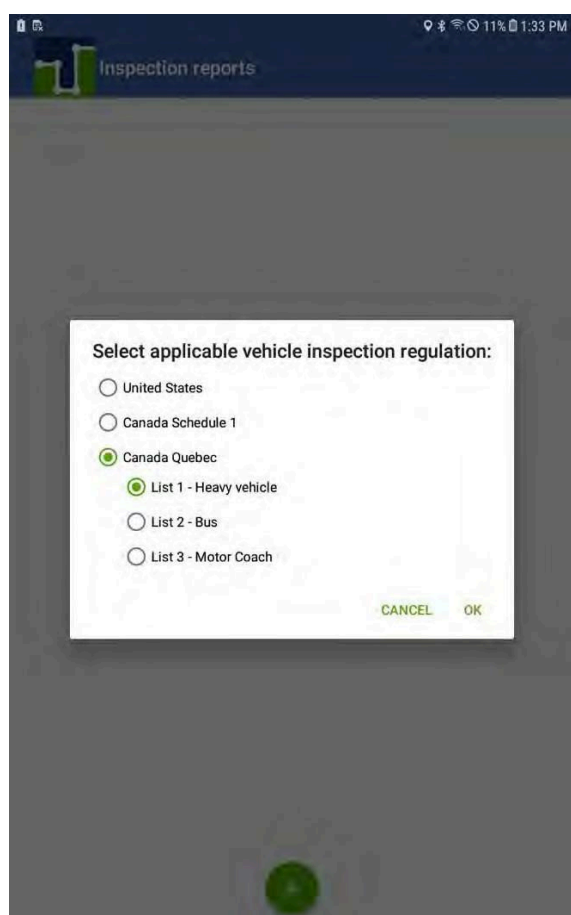 11% 1:33 PM
Inspection reports
Select applicable vehicle inspection regulation:
United States
Canada Schedule 1
Canada Quebec
List 1 - Heavy vehicle
List 2 - Bus
List 3 - Motor Coach
CANCEL OK